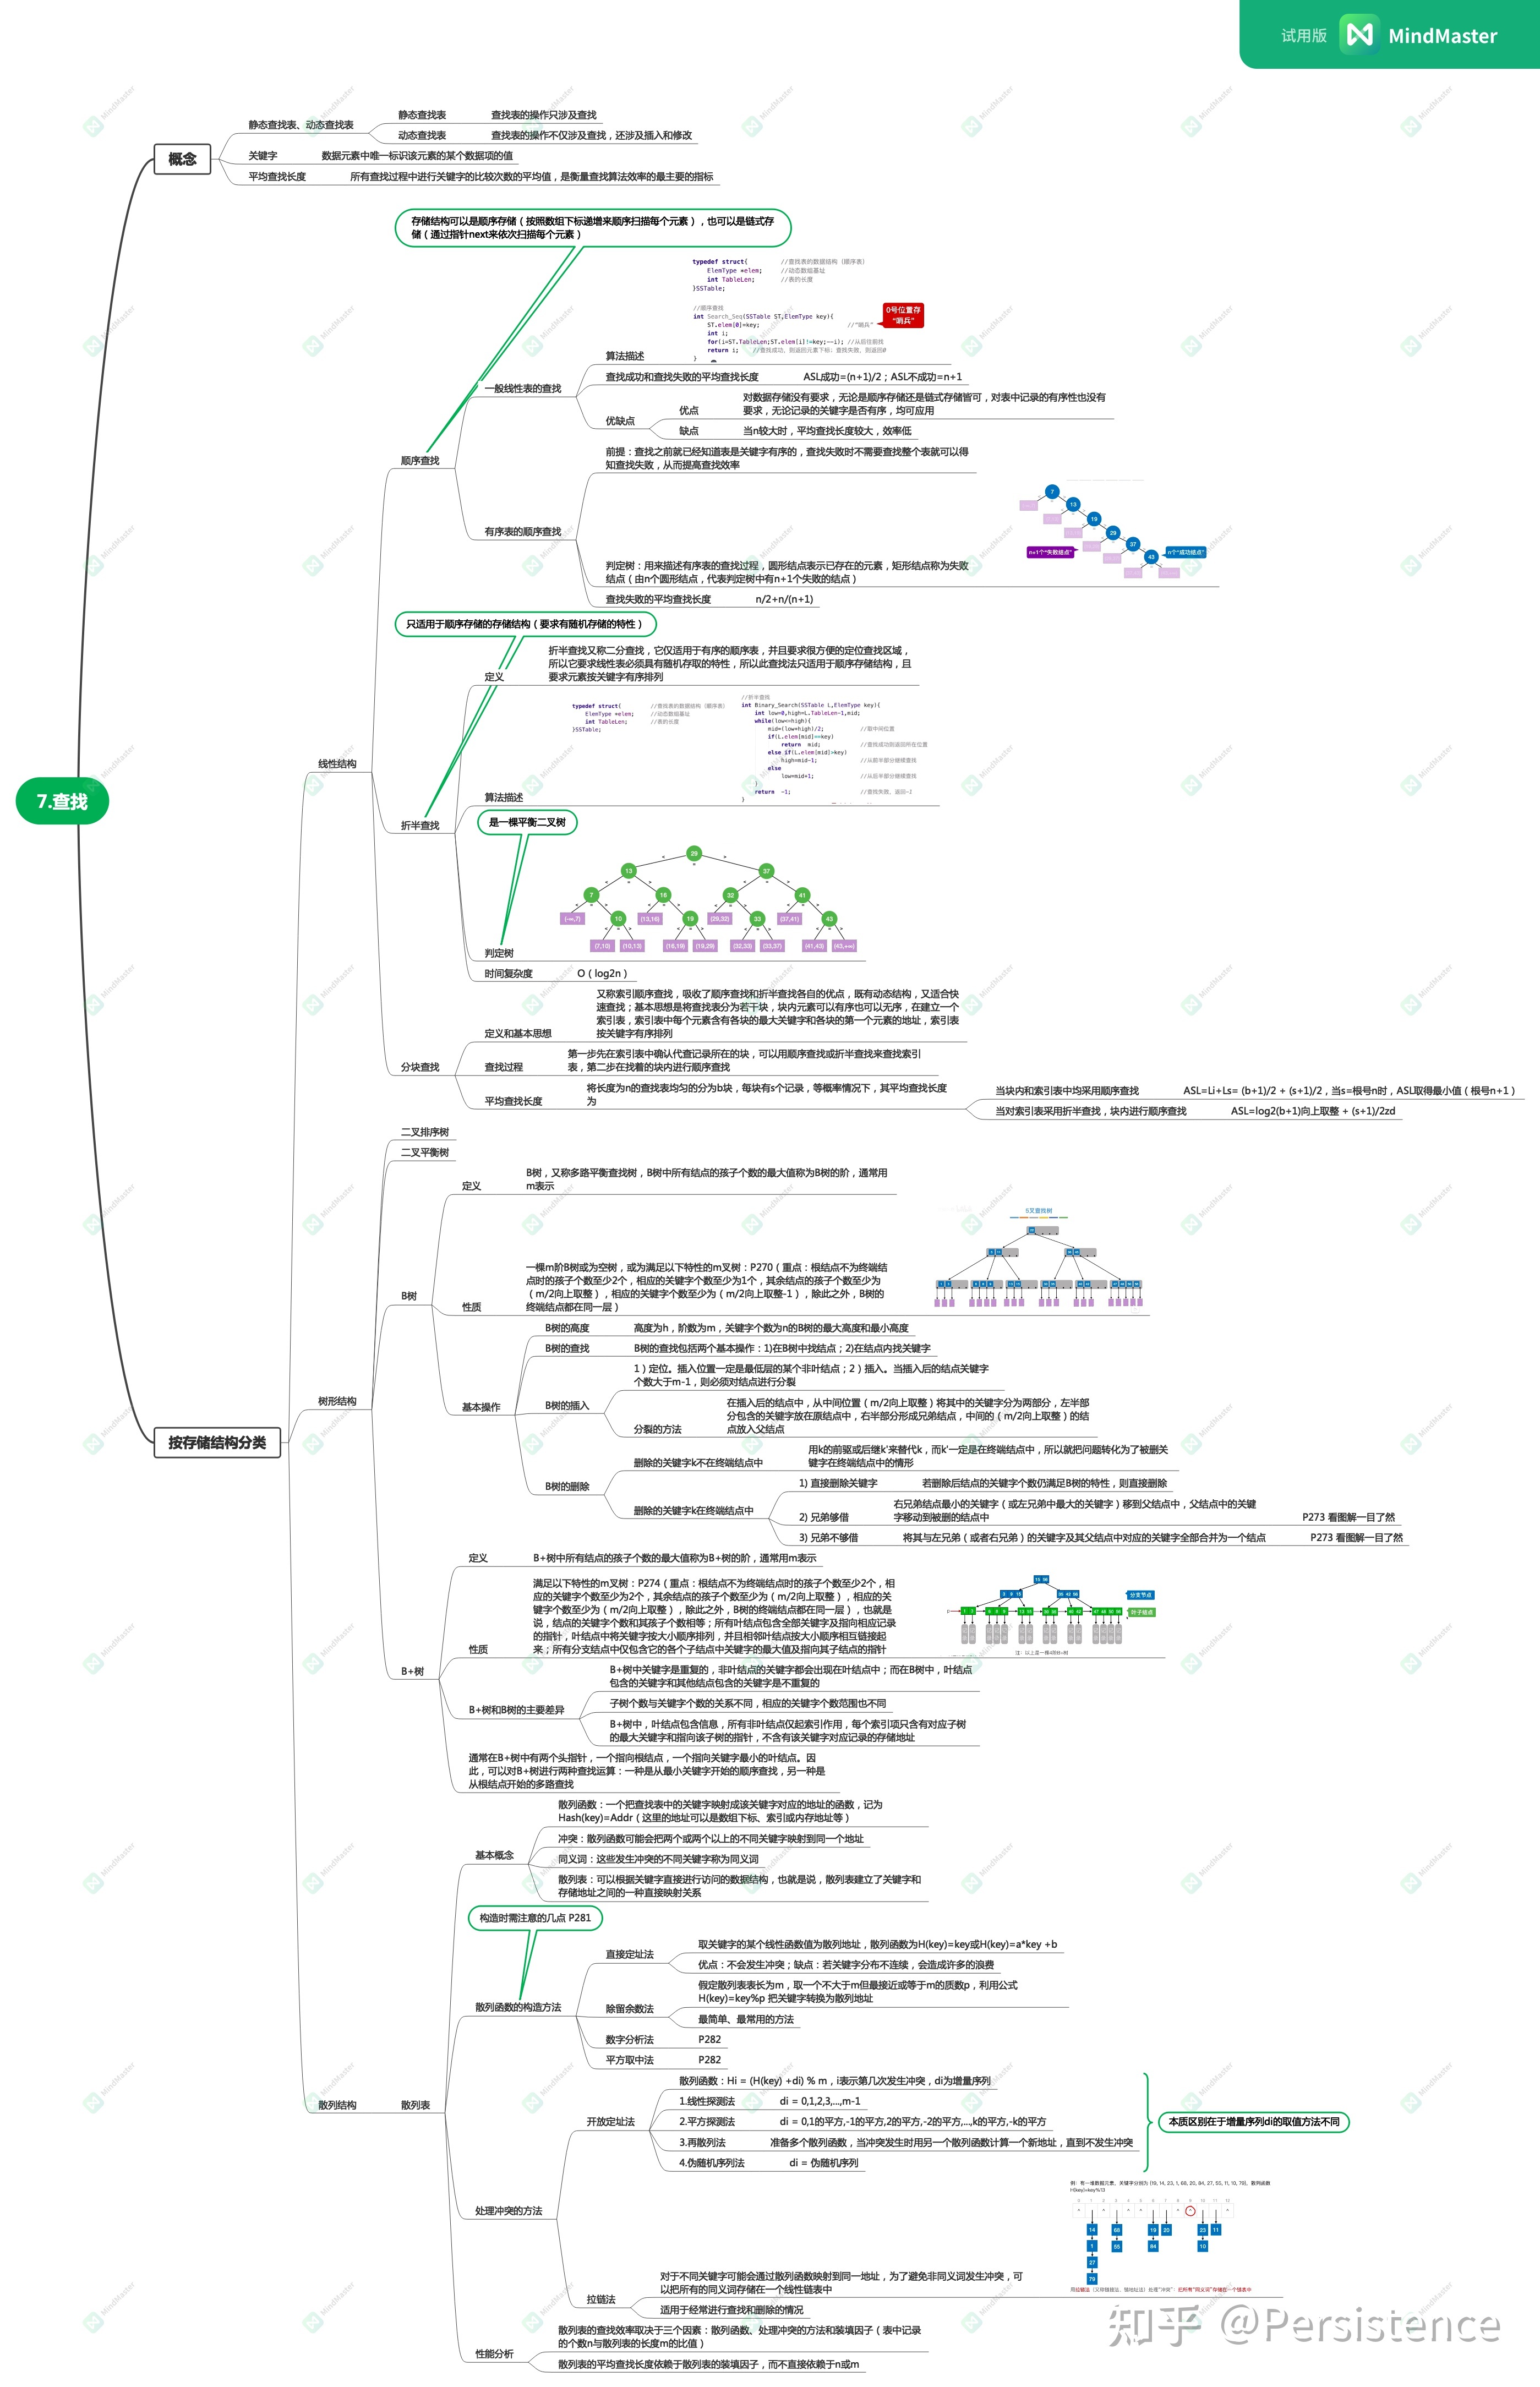 试用版 MindMaster
7.查找
概念
静态查找表、动态查找表
静态查找表
查找表的操作只涉及查找
动态查找表
查找表的操作不仅涉及查找，还涉及插入和修改
关键字
数据元素中唯一标识该元素的某个数据项的值
平均查找长度
所有查找过程中进行关键字的比较次数的平均值，是衡量查找算法效率的最主要的指标
按存储结构分类
线性结构
存储结构可以是顺序存储（按照数组下标递增来顺序扫描每个元素），也可以是链式存
储（通过指针next来依次扫描每个元素）
顺序查找
一般线性表的查找
typedef struct{ //查找表的数据结构（顺序表）
ElemType *elem; //动态数组基址
int TableLen; //表的长度
}SSTable;
//顺序查找
int Search_Seq(SSTable ST,ElemType key){
ST.elem[0]=key; //“哨兵”
int i;
for(i=ST.TableLen;ST.elem[i]!=key;--i); //从后往前找
return i; //查找成功，则返回元素下标；查找失败，则返回0
}
0号位置存
“哨兵”
算法描述
查找成功和查找失败的平均查找长度
ASL成功=(n+1)/2；ASL不成功=n+1
优缺点
优点
对数据存储没有要求，无论是顺序存储还是链式存储皆可，对表中记录的有序性也没有
要求，无论记录的关键字是否有序，均可应用
缺点
当n较大时，平均查找长度较大，效率低
有序表的顺序查找
前提：查找之前就已经知道表是关键字有序的，查找失败时不需要查找整个表就可以得
知查找失败，从而提高查找效率
7
13
19
29
37
43
n+1个“失败结点”
n个“成功结点”
判定树：用来描述有序表的查找过程，圆形结点表示已存在的元素，矩形结点称为失败
结点（由n个圆形结点，代表判定树中有n+1个失败的结点）
查找失败的平均查找长度
n/2+n/(n+1)
只适用于顺序存储的存储结构（要求有随机存储的特性）
折半查找
定义
折半查找又称二分查找，它仅适用于有序的顺序表，并且要求很方便的定位查找区域，
所以它要求线性表必须具有随机存取的特性，所以此查找法只适用于顺序存储结构，且
要求元素按关键字有序排列
typedef struct{ //查找表的数据结构（顺序表）
ElemType *elem; //动态数组基址
int TableLen; //表的长度
}SSTable;
//折半查找
int Binary_Search(SSTable L,ElemType key){
int low=0,high=L.TableLen-1,mid;
while(low<=high){
mid=(low+high)/2; //取中间位置
if(L.elem[mid]==key)
return mid; //查找成功则返回所在位置
else if(L.elem[mid]>key)
high=mid-1; //从前半部分继续查找
else
low=mid+1; //从后半部分继续查找
}
return -1; //查找失败，返回-1
}
算法描述
是一棵平衡二叉树
29
13 37
7 16 32 41
(-∞,7) 10 (13,16) 19 (29,32) 33 (37,41) 43
(7,10) (10,13) (16,19) (19,29) (32,33) (33,37) (41,43) (43,+∞)
判定树
时间复杂度
O（log2n）
分块查找
定义和基本思想
又称索引顺序查找，吸收了顺序查找和折半查找各自的优点，既有动态结构，又适合快
速查找；基本思想是将查找表分为若干块，块内元素可以有序也可以无序，在建立一个
索引表，索引表中每个元素含有各块的最大关键字和各块的第一个元素的地址，索引表
按关键字有序排列
查找过程
第一步先在索引表中确认代查记录所在的块，可以用顺序查找或折半查找来查找索引
表，第二步在找着的块内进行顺序查找
平均查找长度
将长度为n的查找表均匀的分为b块，每块有s个记录，等概率情况下，其平均查找长度
为
当块内和索引表中均采用顺序查找
ASL=Li+Ls= (b+1)/2 + (s+1)/2，当s=根号n时，ASL取得最小值（根号n+1）
当对索引表采用折半查找，块内进行顺序查找
ASL=log2(b+1)向上取整 + (s+1)/2zd
树形结构
二叉排序树
二叉平衡树
B树
定义
B树，又称多路平衡查找树，B树中所有结点的孩子个数的最大值称为B树的阶，通常用
m表示
5叉查找树
性质
一棵m阶B树或为空树，或为满足以下特性的m叉树：P270（重点：根结点不为终端结
点时的孩子个数至少2个，相应的关键字个数至少为1个，其余结点的孩子个数至少为
（m/2向上取整），相应的关键字个数至少为（m/2向上取整-1），除此之外，B树的
终端结点都在同一层）
基本操作
B树的高度
高度为h，阶数为m，关键字个数为n的B树的最大高度和最小高度
B树的查找
B树的查找包括两个基本操作：1)在B树中找结点；2)在结点内找关键字
B树的插入
1）定位。插入位置一定是最低层的某个非叶结点；2）插入。当插入后的结点关键字
个数大于m-1，则必须对结点进行分裂
分裂的方法
在插入后的结点中，从中间位置（m/2向上取整）将其中的关键字分为两部分，左半部
分包含的关键字放在原结点中，右半部分形成兄弟结点，中间的（m/2向上取整）的结
点放入父结点
B树的删除
删除的关键字k不在终端结点中
用k的前驱或后继k'来替代k，而k'一定是在终端结点中，所以就把问题转化为了被删关
键字在终端结点中的情形
删除的关键字k在终端结点中
1) 直接删除关键字
若删除后结点的关键字个数仍满足B树的特性，则直接删除
2) 兄弟够借
右兄弟结点最小的关键字（或左兄弟中最大的关键字）移到父结点中，父结点中的关键
字移动到被删的结点中
P273 看图解一目了然
3) 兄弟不够借
将其与左兄弟（或者右兄弟）的关键字及其父结点中对应的关键字全部合并为一个结点
P273 看图解一目了然
B+树
定义
B+树中所有结点的孩子个数的最大值称为B+树的阶，通常用m表示
分支节点
叶子结点
性质
满足以下特性的m叉树：P274（重点：根结点不为终端结点时的孩子个数至少2个，相
应的关键字个数至少为2个，其余结点的孩子个数至少为（m/2向上取整），相应的关
键字个数至少为（m/2向上取整），除此之外，B树的终端结点都在同一层），也就是
说，结点的关键字个数和其孩子个数相等；所有叶结点包含全部关键字及指向相应记录
的指针，叶结点中将关键字按大小顺序排列，并且相邻叶结点按大小顺序相互链接起
来；所有分支结点中仅包含它的各个子结点中关键字的最大值及指向其子结点的指针
B+树和B树的主要差异
B+树中关键字是重复的，非叶结点的关键字都会出现在叶结点中；而在B树中，叶结点
包含的关键字和其他结点包含的关键字是不重复的
子树个数与关键字个数的关系不同，相应的关键字个数范围也不同
B+树中，叶结点包含信息，所有非叶结点仅起索引作用，每个索引项只含有对应子树
的最大关键字和指向该子树的指针，不含有该关键字对应记录的存储地址
通常在B+树中有两个头指针，一个指向根结点，一个指向关键字最小的叶结点。因
此，可以对B+树进行两种查找运算：一种是从最小关键字开始的顺序查找，另一种是
从根结点开始的多路查找
散列结构
散列表
基本概念
散列函数：一个把查找表中的关键字映射成该关键字对应的地址的函数，记为
Hash(key)=Addr（这里的地址可以是数组下标、索引或内存地址等）
冲突：散列函数可能会把两个或两个以上的不同关键字映射到同一个地址
同义词：这些发生冲突的不同关键字称为同义词
散列表：可以根据关键字直接进行访问的数据结构，也就是说，散列表建立了关键字和
存储地址之间的一种直接映射关系
构造时需注意的几点 P281
散列函数的构造方法
直接定址法
取关键字的某个线性函数值为散列地址，散列函数为H(key)=key或H(key)=a*key +b
优点：不会发生冲突；缺点：若关键字分布不连续，会造成许多的浪费
除留余数法
假定散列表表长为m，取一个不大于m但最接近或等于m的质数p，利用公式
H(key)=key%p 把关键字转换为散列地址
最简单、最常用的方法
数字分析法
P282
平方取中法
P282
处理冲突的方法
开放定址法
散列函数：Hi = (H(key) +di) % m，i表示第几次发生冲突，di为增量序列
1.线性探测法
di = 0,1,2,3,...,m-1
2.平方探测法
di = 0,1的平方,-1的平方,2的平方,-2的平方,...,k的平方,-k的平方
3.再散列法
准备多个散列函数，当冲突发生时用另一个散列函数计算一个新地址，直到不发生冲突
4.伪随机序列法
di = 伪随机序列
本质区别在于增量序列di的取值方法不同
例：有一堆数据元素，关键字分别为 {19, 14, 23, 1, 68, 20, 84, 27, 55, 11, 10, 79}，散列函数
H(key)=key%13
0 1 2 3 4 5 6 7 8 9 10 11 12
14 68 19 20 23 11
1 55 84 10
27
79
用拉链法（又称链接法、链地址法）处理“冲突”：把所有“同义词”存储在一个链表中
拉链法
对于不同关键字可能会通过散列函数映射到同一地址，为了避免非同义词发生冲突，可
以把所有的同义词存储在一个线性链表中
适用于经常进行查找和删除的情况
性能分析
散列表的查找效率取决于三个因素：散列函数、处理冲突的方法和装填因子（表中记录
的个数n与散列表的长度m的比值）
散列表的平均查找长度依赖于散列表的装填因子，而不直接依赖于n或m
知乎 @Persistence